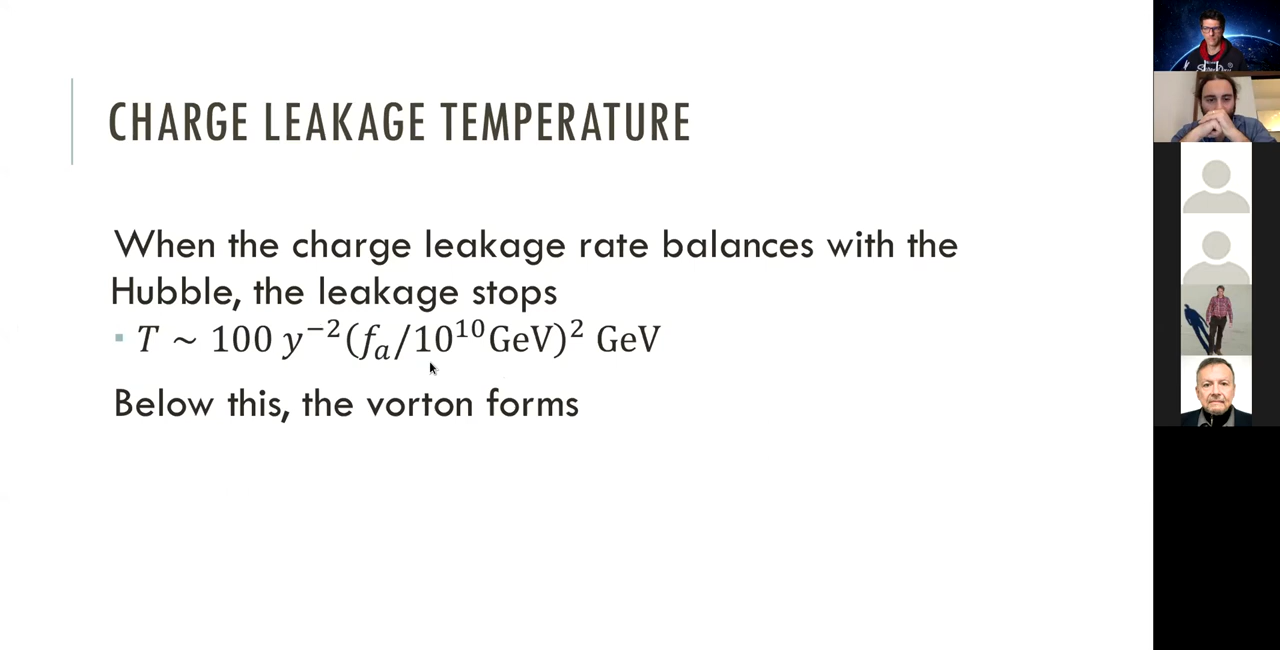 CHARGE LEAKAGE TEMPERATURE
When the charge leakage rate balances with the
Hubble, the leakage stops
▪ T ~ 100 y⁻²(fₐ/10¹⁰GeV)² GeV
Below this, the vorton forms